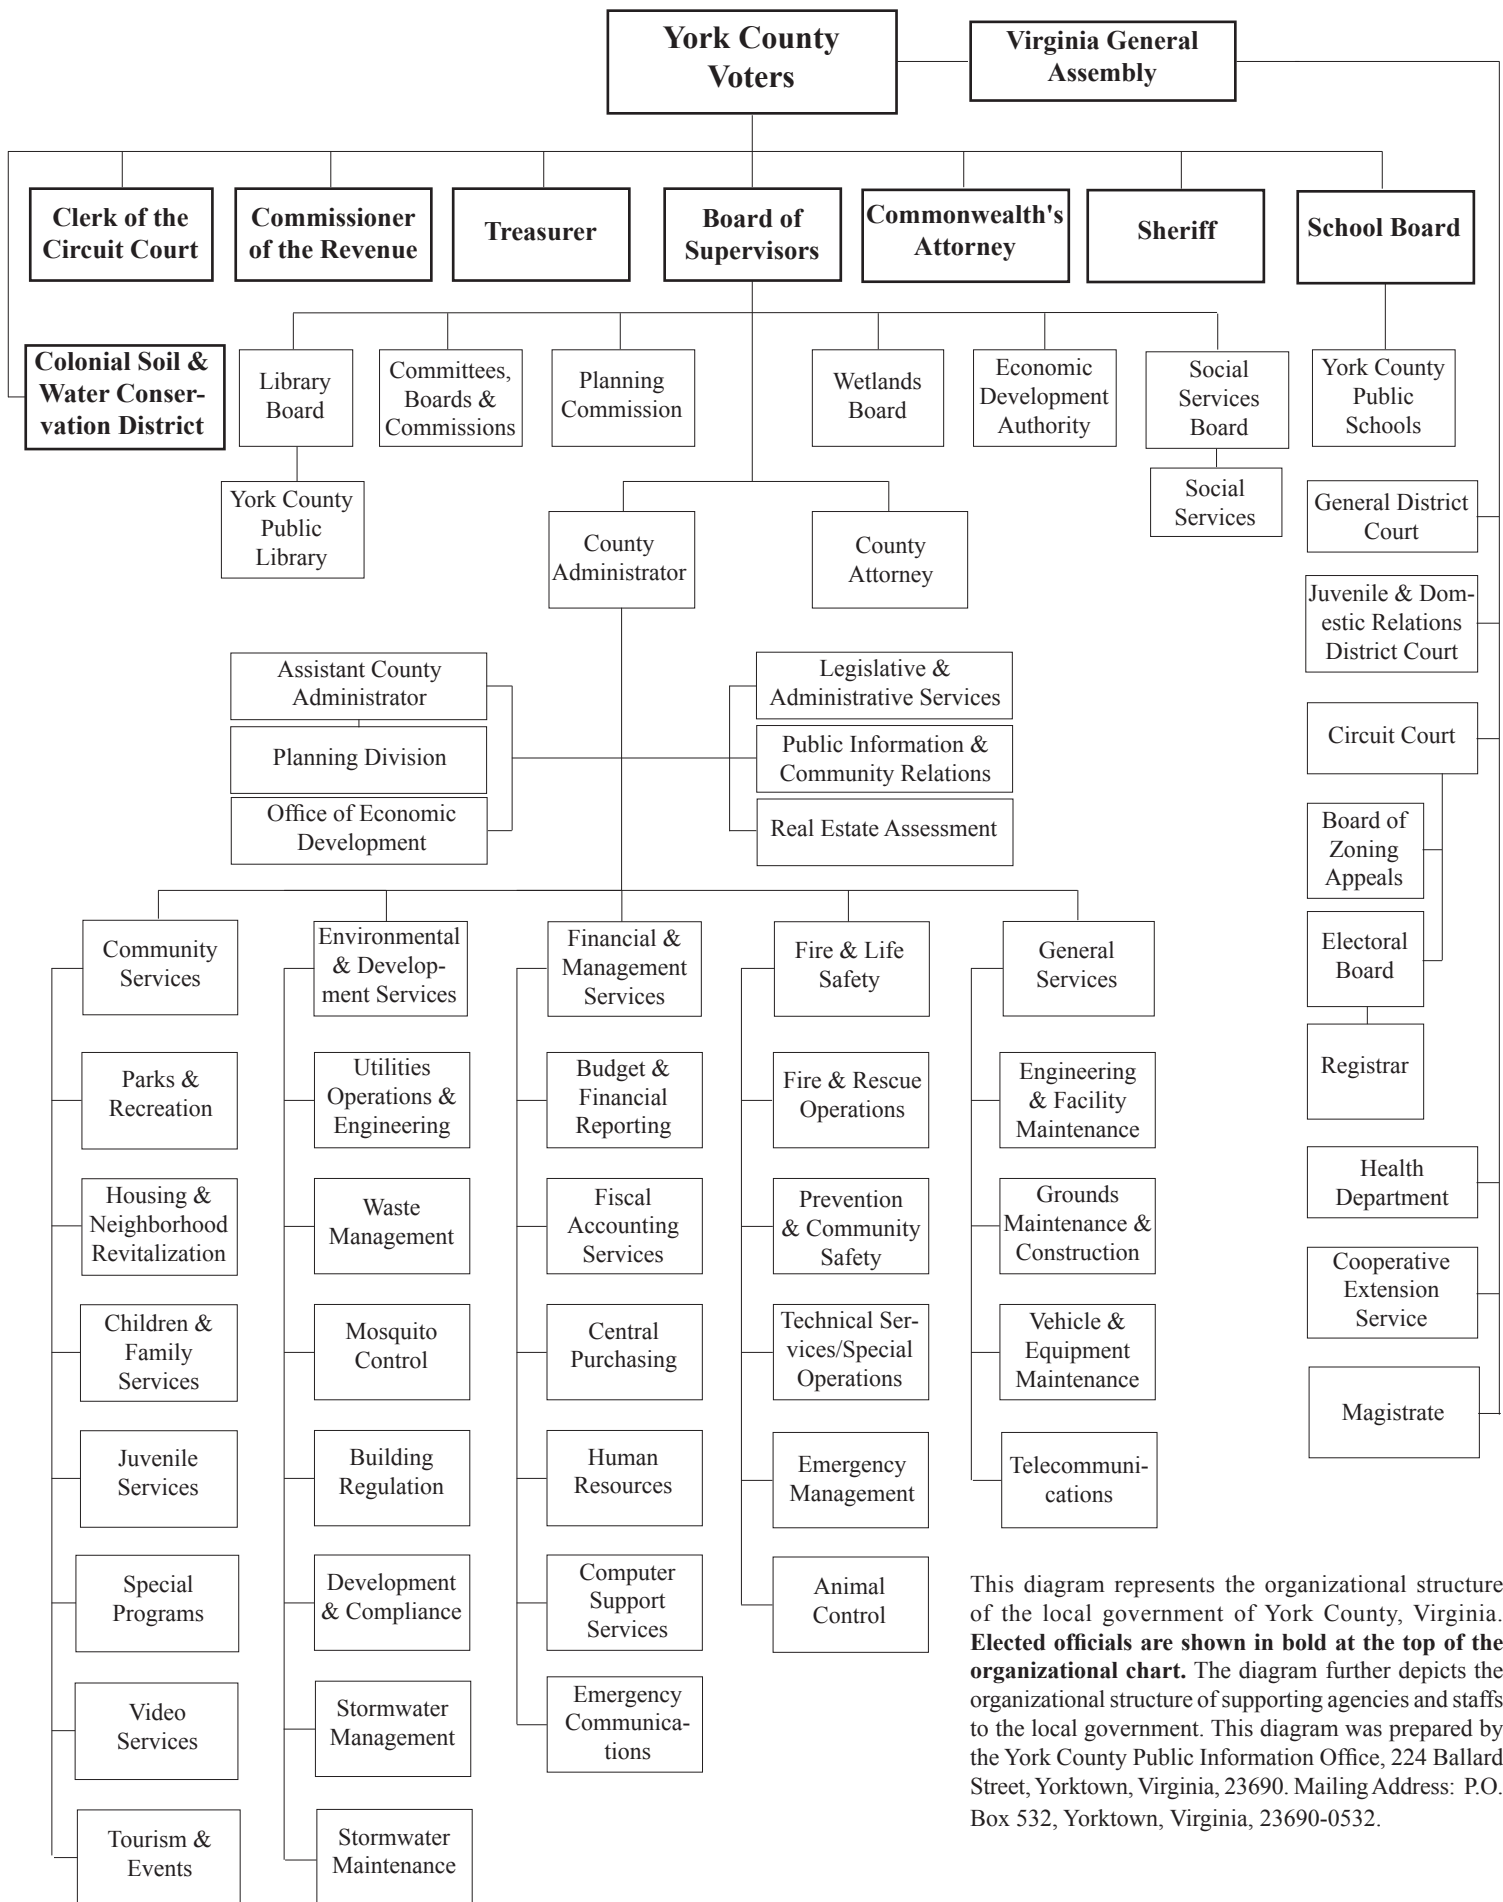 York County
Voters
Virginia General
Assembly
Clerk of the
Circuit Court
Commissioner
of the Revenue
Treasurer
Board of
Supervisors
Commonwealth's
Attorney
Sheriff
School Board
Colonial Soil &
Water Conser-
vation District
Library
Board
Committees,
Boards &
Commissions
Planning
Commission
Wetlands
Board
Economic
Development
Authority
Social
Services
Board
York County
Public
Schools
York County
Public
Library
Social
Services
County
Administrator
County
Attorney
General District
Court
Juvenile & Dom-
estic Relations
District Court
Circuit Court
Board of
Zoning
Appeals
Electoral
Board
Registrar
Health
Department
Cooperative
Extension
Service
Magistrate
Assistant County
Administrator
Planning Division
Office of Economic
Development
Legislative &
Administrative Services
Public Information &
Community Relations
Real Estate Assessment
Community
Services
Parks &
Recreation
Housing &
Neighborhood
Revitalization
Children &
Family
Services
Juvenile
Services
Special
Programs
Video
Services
Tourism &
Events
Environmental
& Develop-
ment Services
Utilities
Operations &
Engineering
Waste
Management
Mosquito
Control
Building
Regulation
Development
& Compliance
Stormwater
Management
Stormwater
Maintenance
Financial &
Management
Services
Budget &
Financial
Reporting
Fiscal
Accounting
Services
Central
Purchasing
Human
Resources
Computer
Support
Services
Emergency
Communica-
tions
Fire & Life
Safety
Fire & Rescue
Operations
Prevention
& Community
Safety
Technical Ser-
vices/Special
Operations
Emergency
Management
Animal
Control
General
Services
Engineering
& Facility
Maintenance
Grounds
Maintenance &
Construction
Vehicle &
Equipment
Maintenance
Telecommuni-
cations
This diagram represents the organizational structure
of the local government of York County, Virginia.
Elected officials are shown in bold at the top of the
organizational chart. The diagram further depicts the
organizational structure of supporting agencies and staffs
to the local government. This diagram was prepared by
the York County Public Information Office, 224 Ballard
Street, Yorktown, Virginia, 23690. Mailing Address: P.O.
Box 532, Yorktown, Virginia, 23690-0532.